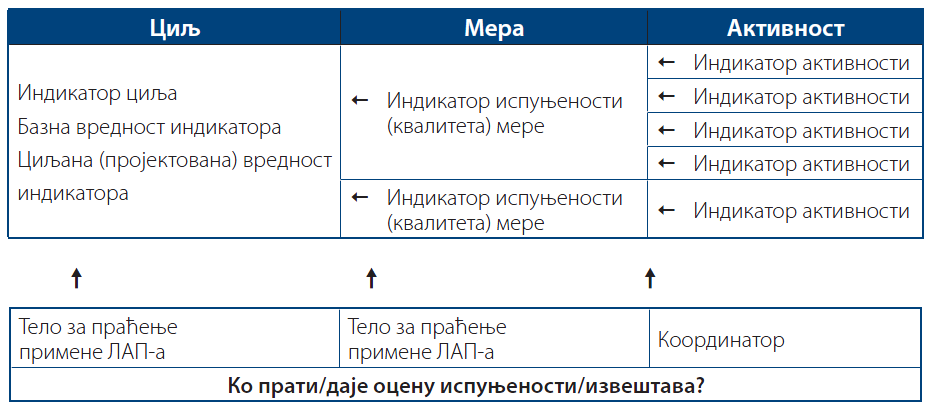 Циљ
Мера
Активност
Индикатор циља
Базна вредност индикатора
Циљана (пројектована) вредност
индикатора
← Индикатор испуњености
(квалитета) мере
← Индикатор активности
← Индикатор активности
← Индикатор активности
← Индикатор активности
← Индикатор испуњености
(квалитета) мере
← Индикатор активности
Тело за праћење
примене ЛАП-а
Тело за праћење
примене ЛАП-а
Координатор
Ко прати/даје оцену испуњености/извештава?